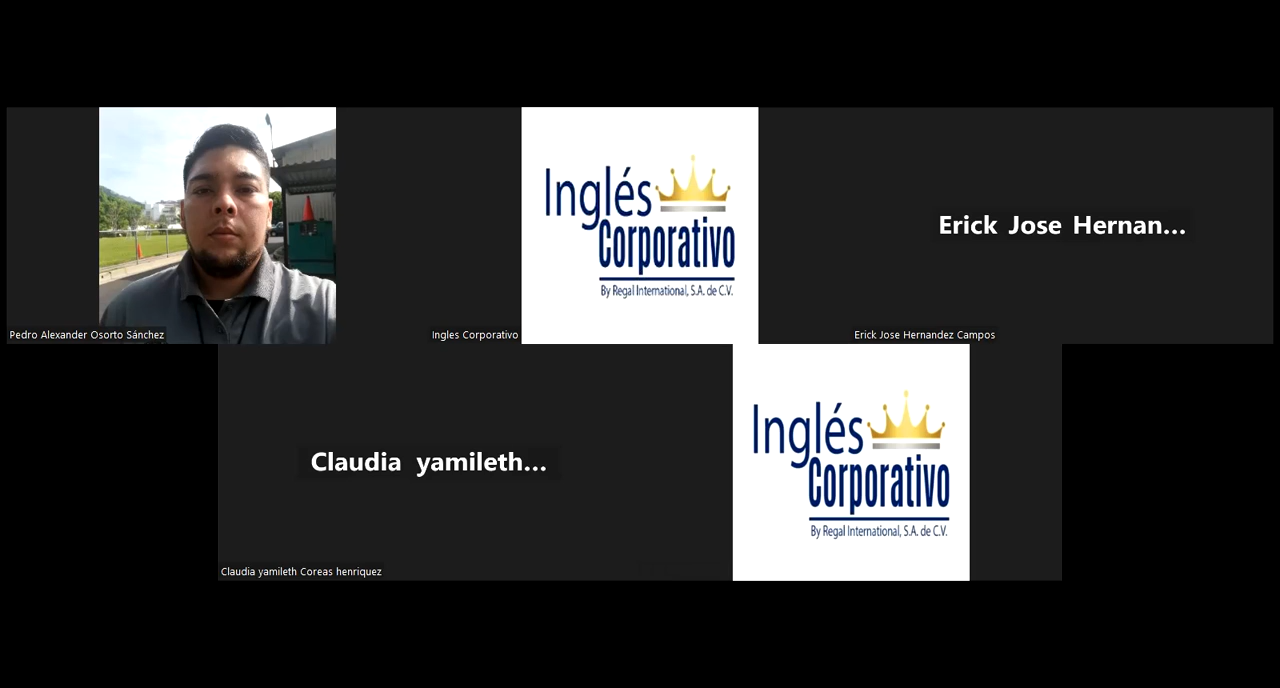 Inglés
Corporativo
By Regal International, S.A. de C.V.
Erick Jose Hernan...
Pedro Alexander Osorto Sánchez
Ingles Corporativo
Erick Jose Hernandez Campos
Claudia yamileth...
Inglés
Corporativo
By Regal International, S.A. de C.V.
Claudia yamileth Coreas henriquez